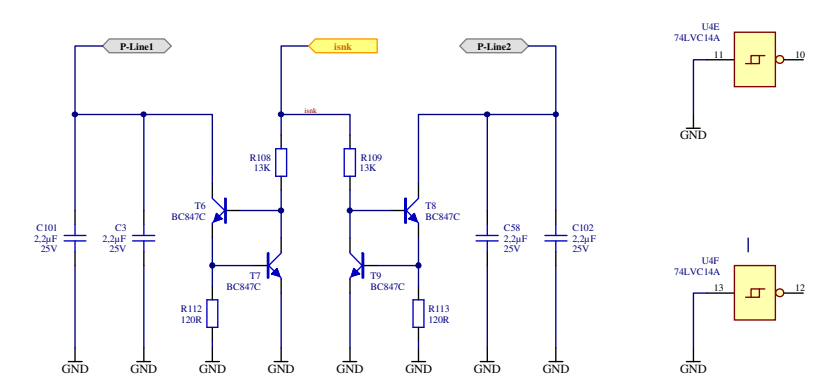 P-Line1
isnk
P-Line2
U4E
74LVC14A
11
10
isnk
GND
R108
13K
R109
13K
T6
BC847C
T8
BC847C
C101
2,2µF
25V
C3
2,2µF
25V
C58
2,2µF
25V
C102
2,2µF
25V
U4F
74LVC14A
T7
BC847C
T9
BC847C
13
12
R112
120R
R113
120R
GND
GND
GND
GND
GND
GND
GND
GND
GND